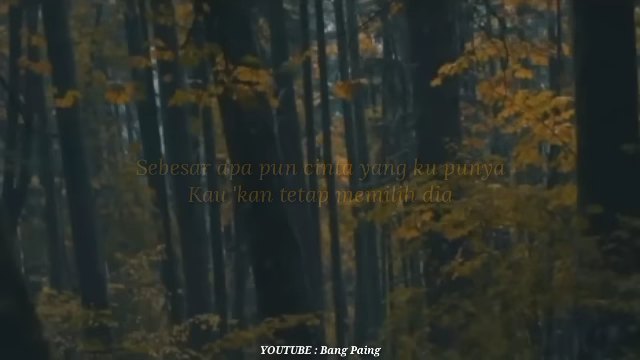 Sebesar apa pun cinta yang ku punya
Kau 'kan tetap memilih dia
YOUTUBE : Bang Paing